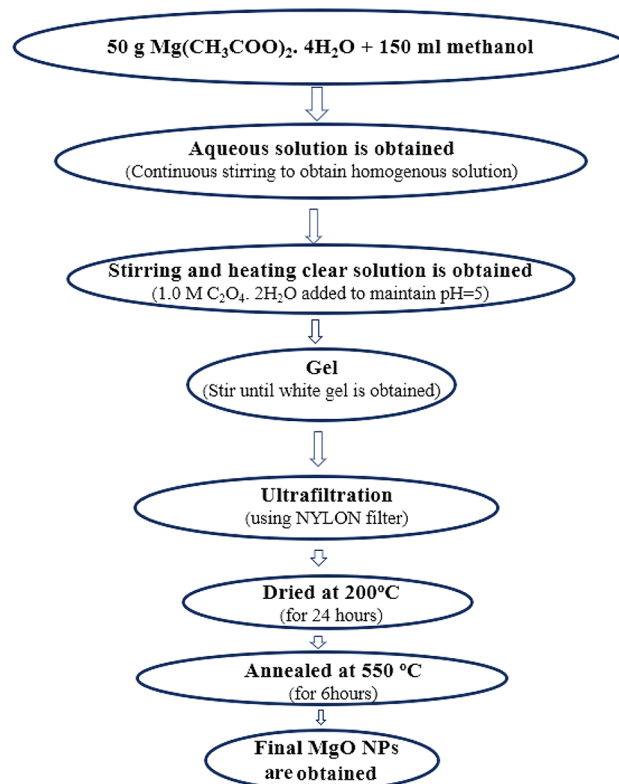 50 g Mg(CH₃COO)₂. 4H₂O + 150 ml methanol
Aqueous solution is obtained
(Continuous stirring to obtain homogenous solution)
Stirring and heating clear solution is obtained
(1.0 M C₂O₄. 2H₂O added to maintain pH=5)
Gel
(Stir until white gel is obtained)
Ultrafiltration
(using NYLON filter)
Dried at 200ºC
(for 24 hours)
Annealed at 550 ºC
(for 6hours)
Final MgO NPs
are obtained